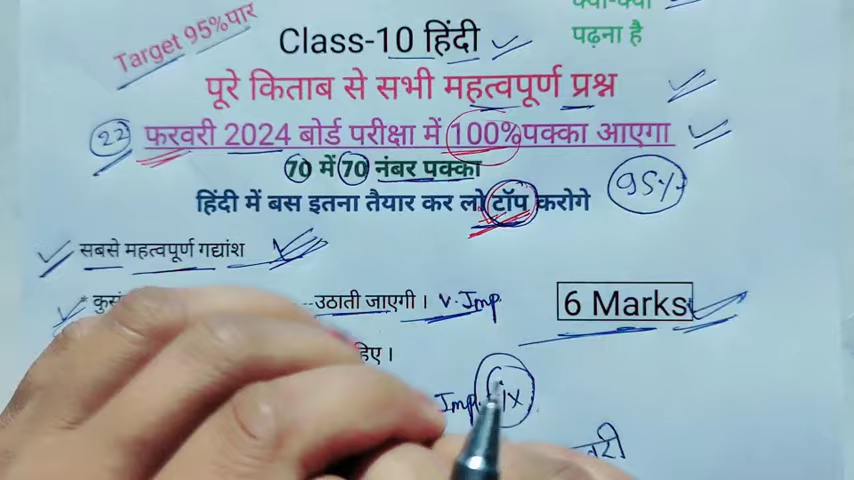 क्या-क्या
Target 95%पार
Class-10 हिंदी
पढ़ना है
पूरे किताब से सभी महत्वपूर्ण प्रश्न
22 फरवरी 2024 बोर्ड परीक्षा में 100%पक्का आएगा
70 में 70 नंबर पक्का
हिंदी में बस इतना तैयार कर लो टॉप करोगे
95%
सबसे महत्वपूर्ण गद्यांश
उठाती जाएगी। V.Imp.
6 Marks
Imp.